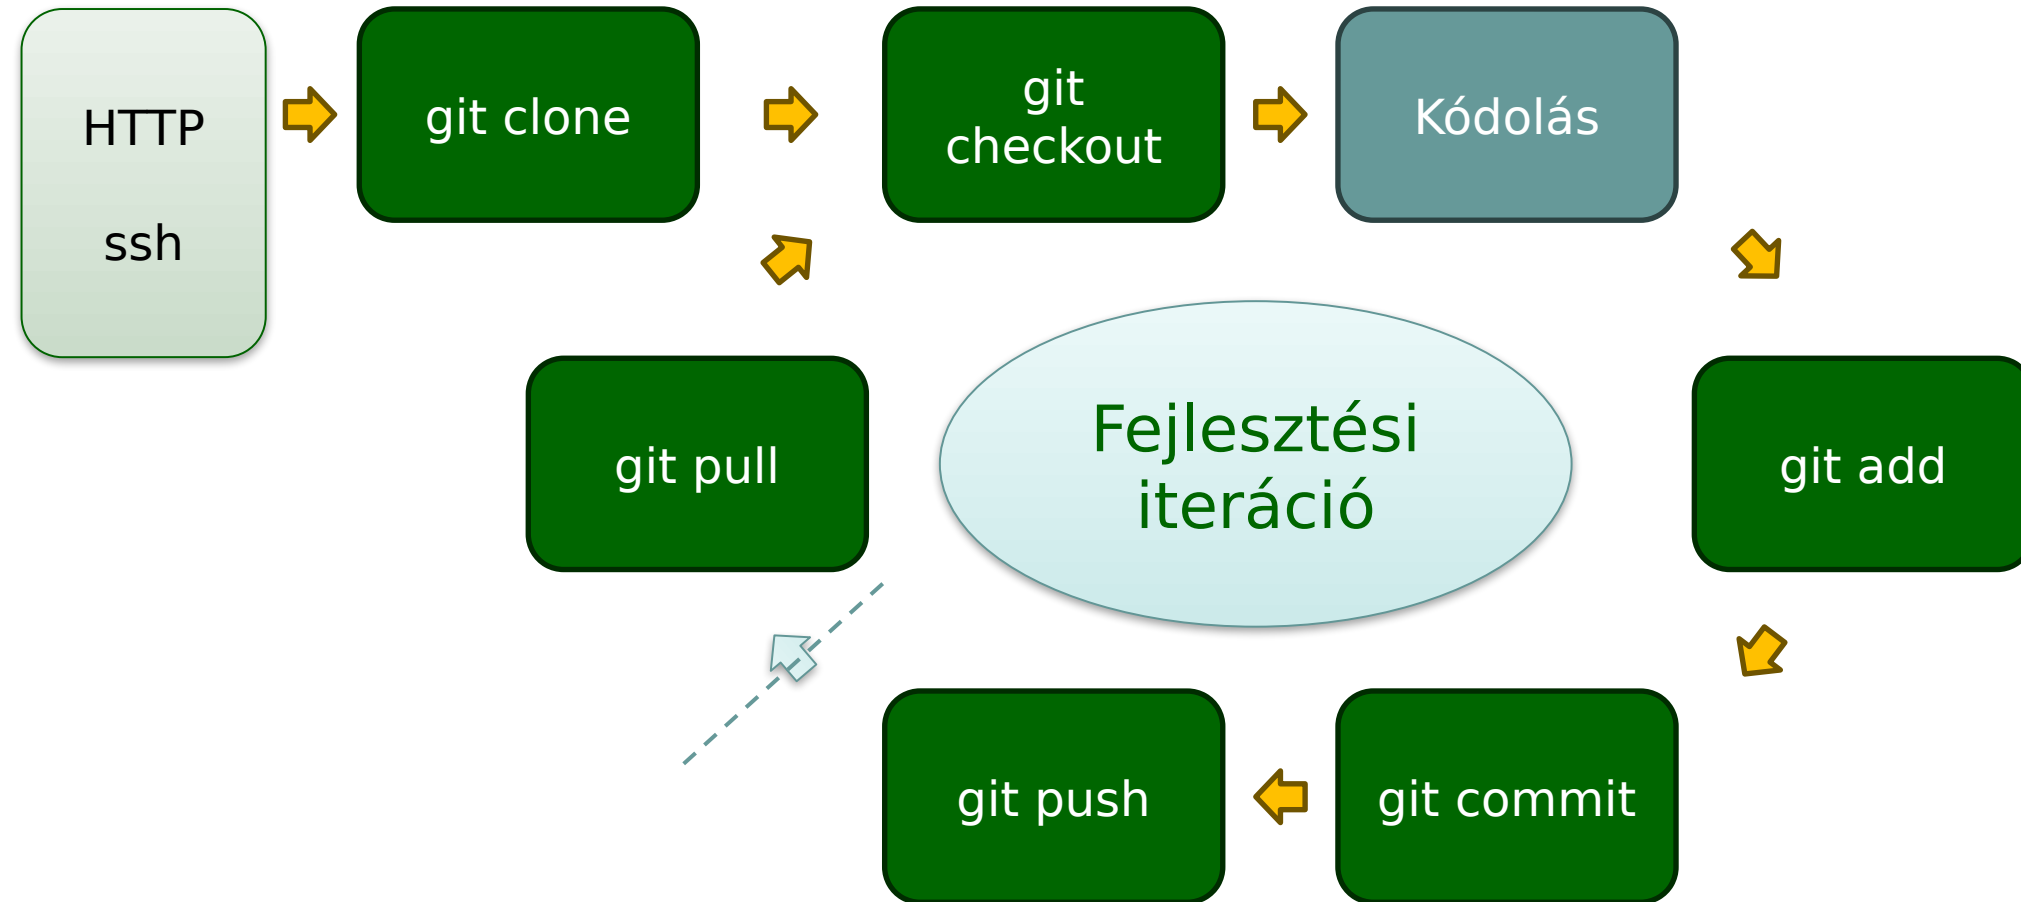 HTTP
ssh
git clone
git
checkout
Kódolás
git pull
Fejlesztési
iteráció
git add
git push
git commit